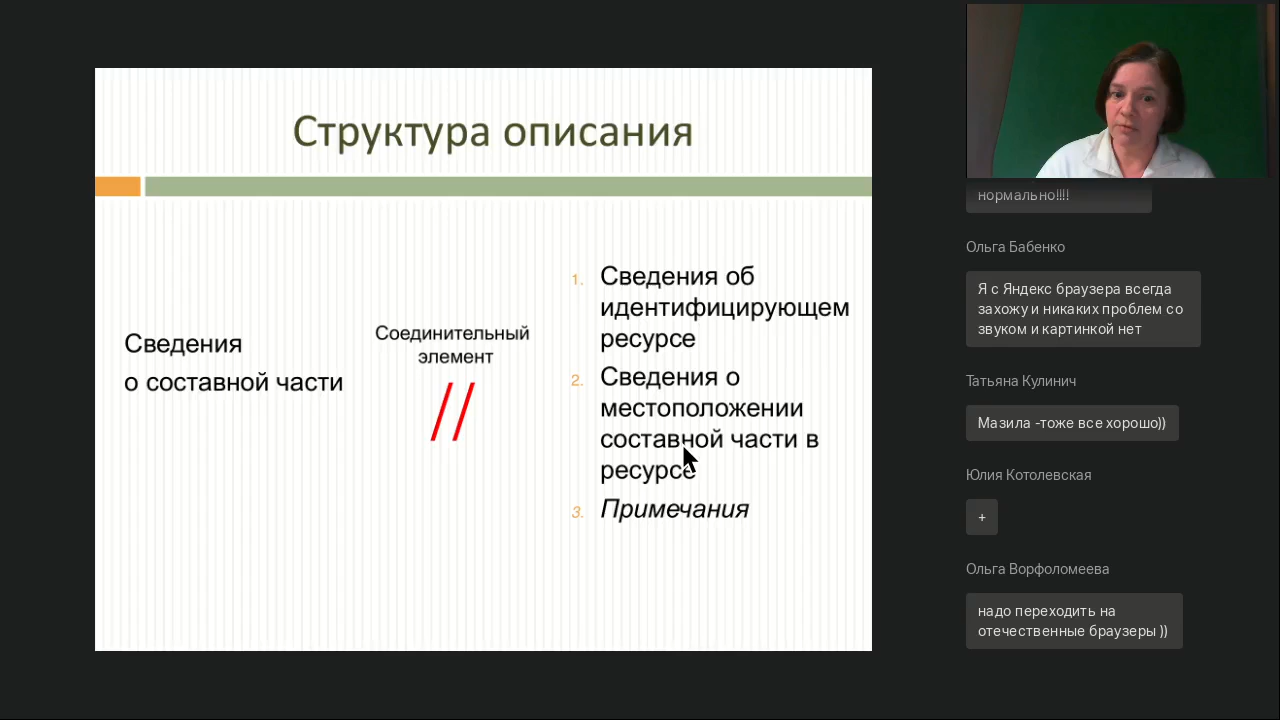 Структура описания
Сведения
о составной части
Соединительный
элемент
//
1. Сведения об
идентифицирующем
ресурсе
2. Сведения о
местоположении
составной части в
ресурсе
3. Примечания
нормально!!!!
Ольга Бабенко
Я с Яндекс браузера всегда
захожу и никаких проблем со
звуком и картинкой нет
Татьяна Кулинич
Мазила -тоже все хорошо))
Юлия Котолевская
+
Ольга Ворфоломеева
надо переходить на
отечественные браузеры ))